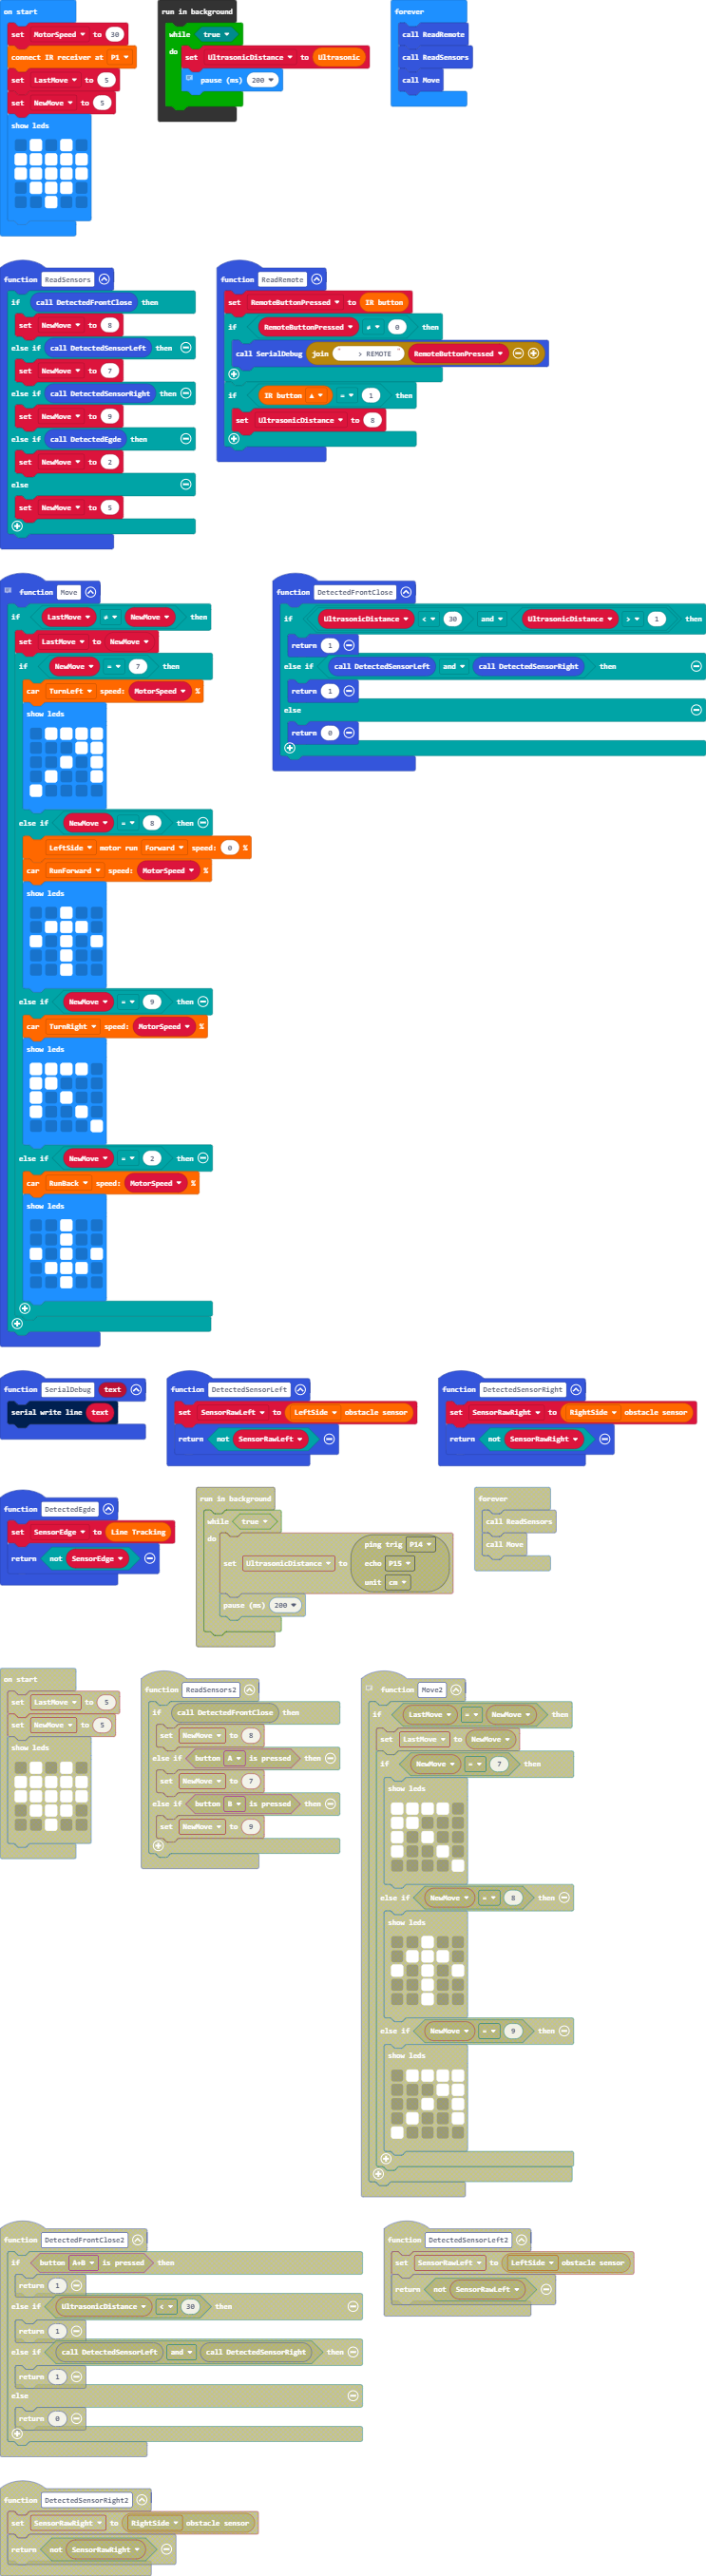 on start
set MotorSpeed to 30
connect IR receiver at P1
set LastMove to 5
set NewMove to 5
show leds
run in background
while true
do
set UltrasonicDistance to Ultrasonic
pause (ms) 200
forever
call ReadRemote
call ReadSensors
call Move
function ReadSensors
if call DetectedFrontClose then
set NewMove to 8
else if call DetectedSensorLeft then
set NewMove to 7
else if call DetectedSensorRight then
set NewMove to 9
else if call DetectedEgde then
set NewMove to 2
else
set NewMove to 5
function ReadRemote
set RemoteButtonPressed to IR button
if RemoteButtonPressed ≠ 0 then
call SerialDebug join " > REMOTE " RemoteButtonPressed
if IR button ▲ = 1 then
set UltrasonicDistance to 8
function Move
if LastMove ≠ NewMove then
set LastMove to NewMove
if NewMove = 7 then
car TurnLeft speed: MotorSpeed %
show leds
else if NewMove = 8 then
LeftSide motor run Forward speed: 0 %
car RunForward speed: MotorSpeed %
show leds
else if NewMove = 9 then
car TurnRight speed: MotorSpeed %
show leds
else if NewMove = 2 then
car RunBack speed: MotorSpeed %
show leds
function DetectedFrontClose
if UltrasonicDistance < 30 and UltrasonicDistance > 1 then
return 1
else if call DetectedSensorLeft and call DetectedSensorRight then
return 1
else
return 0
function SerialDebug text
serial write line text
function DetectedSensorLeft
set SensorRawLeft to LeftSide obstacle sensor
return not SensorRawLeft
function DetectedSensorRight
set SensorRawRight to RightSide obstacle sensor
return not SensorRawRight
function DetectedEgde
set SensorEdge to Line Tracking
return not SensorEdge
run in background
while true
do
set UltrasonicDistance to
ping trig P14
echo P15
unit cm
pause (ms) 200
forever
call ReadSensors
call Move
on start
set LastMove to 5
set NewMove to 5
show leds
function ReadSensors2
if call DetectedFrontClose then
set NewMove to 8
else if button A is pressed then
set NewMove to 7
else if button B is pressed then
set NewMove to 9
function Move2
if LastMove = NewMove then
set LastMove to NewMove
if NewMove = 7 then
show leds
else if NewMove = 8 then
show leds
else if NewMove = 9 then
show leds
function DetectedFrontClose2
if button A+B is pressed then
return 1
else if UltrasonicDistance < 30 then
return 1
else if call DetectedSensorLeft and call DetectedSensorRight then
return 1
else
return 0
function DetectedSensorLeft2
set SensorRawLeft to LeftSide obstacle sensor
return not SensorRawLeft
function DetectedSensorRight2
set SensorRawRight to RightSide obstacle sensor
return not SensorRawRight